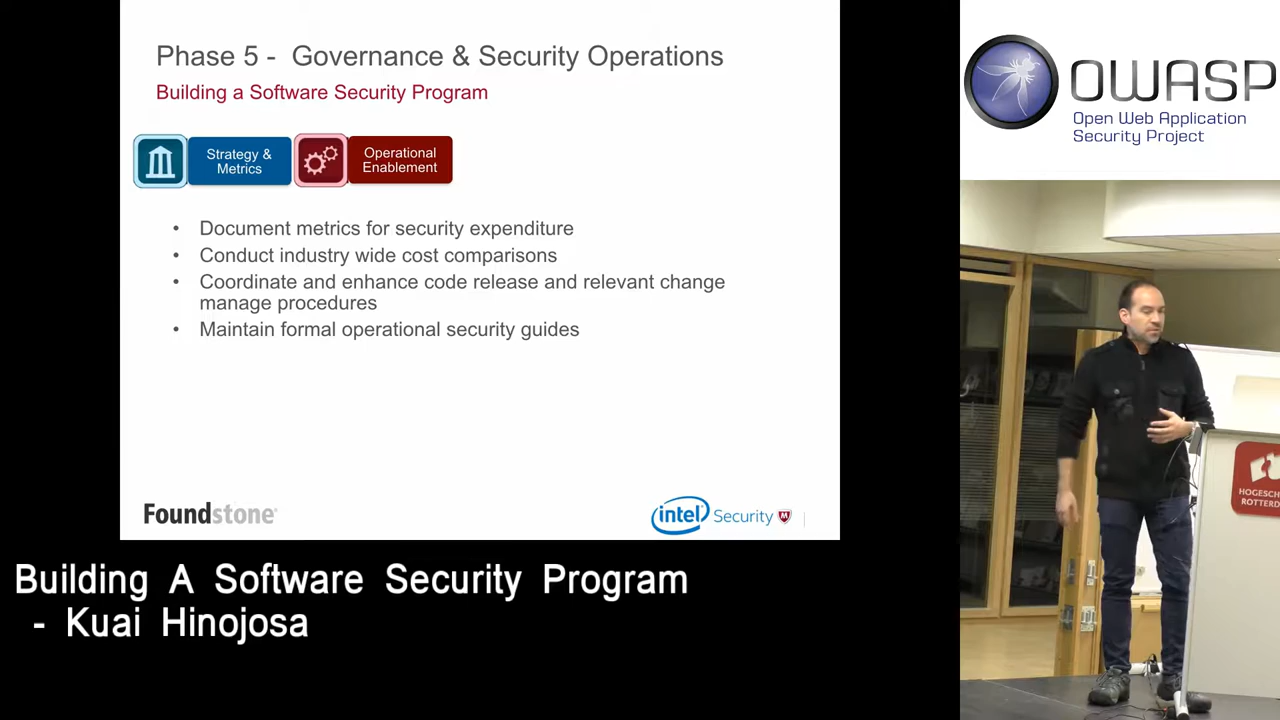 Phase 5 - Governance & Security Operations
Building a Software Security Program
Strategy &
Metrics
Operational
Enablement
• Document metrics for security expenditure
• Conduct industry wide cost comparisons
• Coordinate and enhance code release and relevant change
manage procedures
• Maintain formal operational security guides
Foundstone
intel Security
OWASP
Open Web Application
Security Project
ROTTERD
Building A Software Security Program
- Kuai Hinojosa